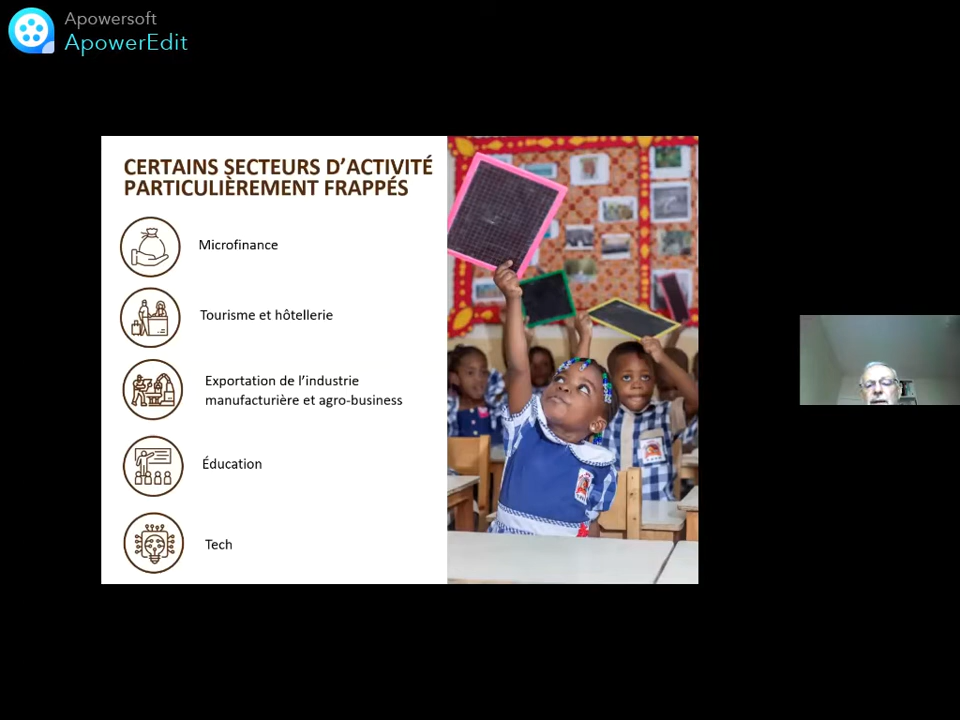 Apowersoft
ApowerEdit
CERTAINS SECTEURS D'ACTIVITÉ
PARTICULIÈREMENT FRAPPÉS
Microfinance
Tourisme et hôtellerie
Exportation de l'industrie
manufacturière et agro-business
Éducation
Tech